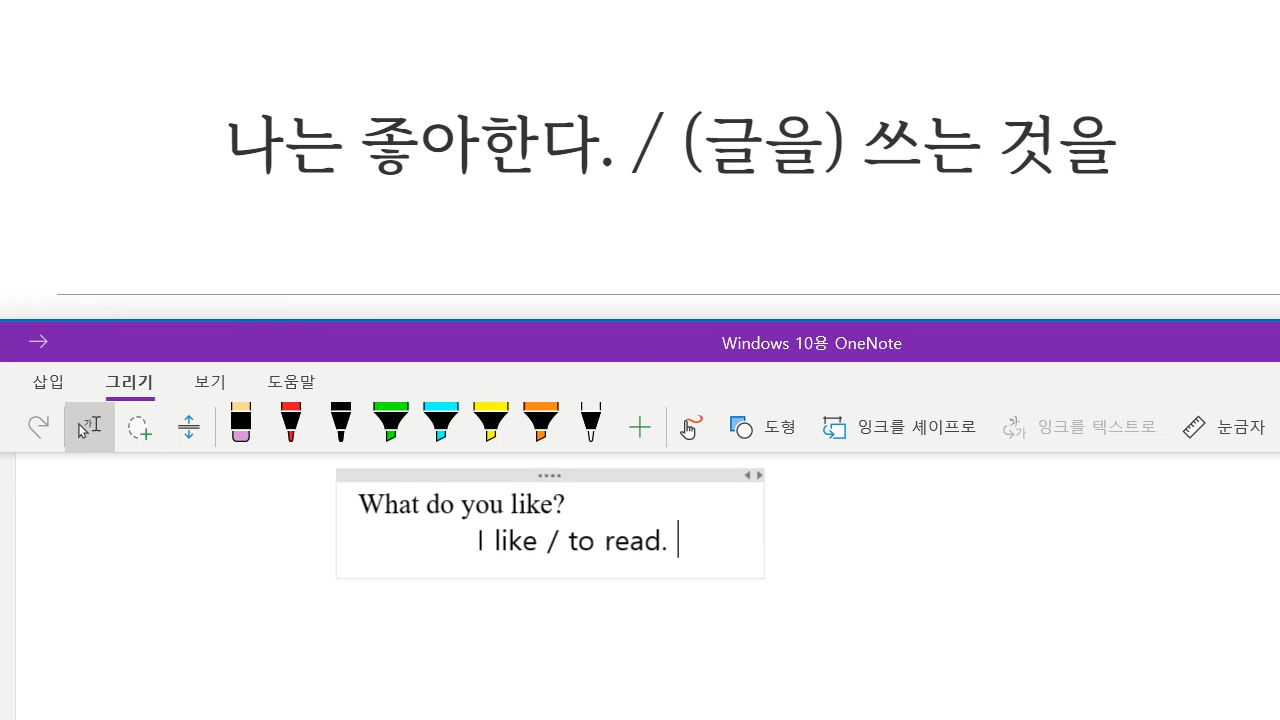 나는 좋아한다. / (글을) 쓰는 것을
Windows 10용 OneNote
삽입 그리기 보기 도움말
가 도형 잉크를 셰이프로 잉크를 텍스트로 눈금자
What do you like?
I like / to read.